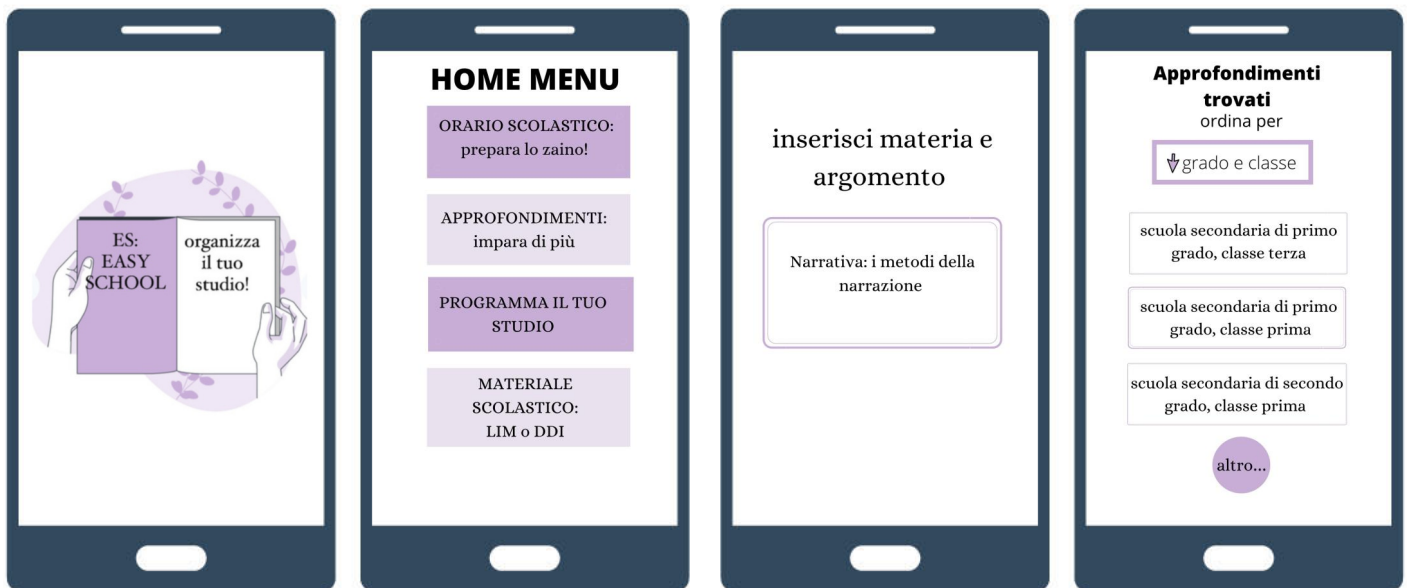 ES:
EASY
SCHOOL
organizza
il tuo
studio!
HOME MENU
ORARIO SCOLASTICO:
prepara lo zaino!
APPROFONDIMENTI:
impara di più
PROGRAMMA IL TUO
STUDIO
MATERIALE
SCOLASTICO:
LIM o DDI
inserisci materia e
argomento
Narrativa: i metodi della
narrazione
Approfondimenti
trovati
ordina per
grado e classe
scuola secondaria di primo
grado, classe terza
scuola secondaria di primo
grado, classe prima
scuola secondaria di secondo
grado, classe prima
altro...